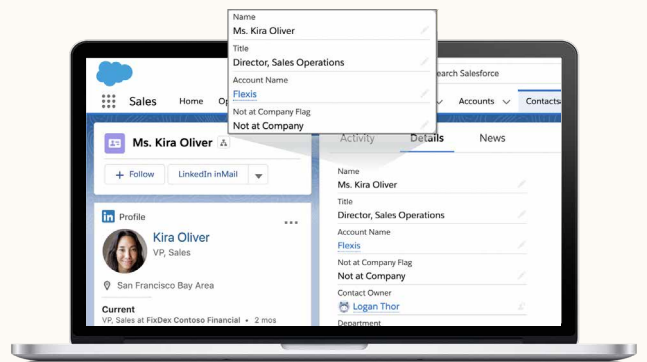 Name
Ms. Kira Oliver
Title
Director, Sales Operations
Account Name
Flexis
Not at Company Flag
Not at Company
Search Salesforce
Sales Home Accounts Contacts
Ms. Kira Oliver
+ Follow LinkedIn inMail
in Profile
Kira Oliver
VP, Sales
San Francisco Bay Area
Current
VP, Sales at FixDex Contoso Financial • 2 mos
Activity Details News
Name
Ms. Kira Oliver
Title
Director, Sales Operations
Account Name
Flexis
Not at Company Flag
Not at Company
Contact Owner
Logan Thor
Department